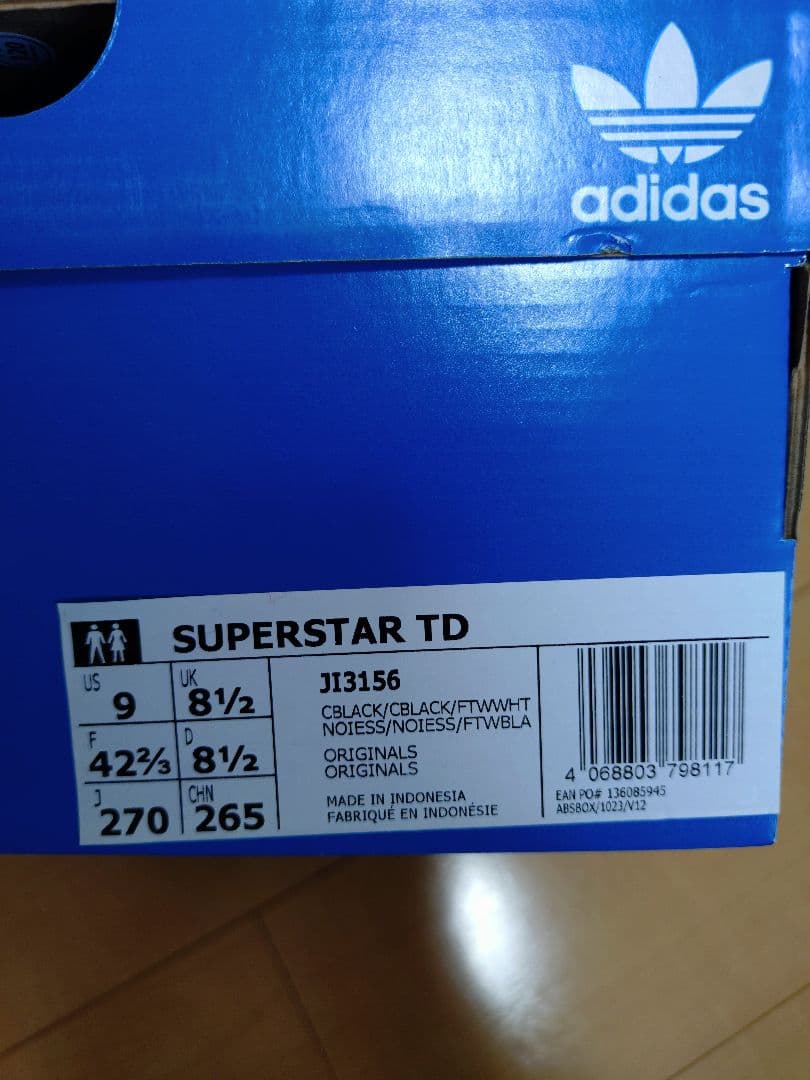 adidas
SUPERSTAR TD
US
9
UK
8½
F
42⅔
D
8½
J
270
CHN
265
JI3156
CBLACK/CBLACK/FTWWHT
NOIESS/NOIESS/FTWBLA
ORIGINALS
ORIGINALS
MADE IN INDONESIA
FABRIQUÉ EN INDONÉSIE
4 068803 798117
EAN PO# 136085945
ABSBOX/1023/V12